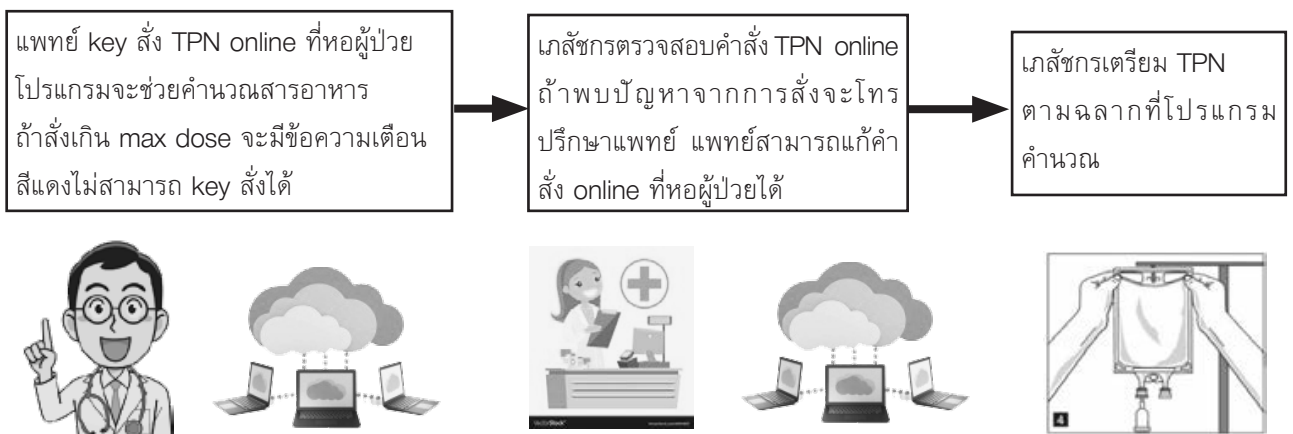 แพทย์ key สั่ง TPN online ที่หอผู้ป่วย
โปรแกรมจะช่วยคำนวณสารอาหาร
ถ้าสั่งเกิน max dose จะมีข้อความเตือน
สีแดงไม่สามารถ key สั่งได้
เภสัชกรตรวจสอบคำสั่ง TPN online
ถ้าพบปัญหาจากการสั่งจะโทร
ปรึกษาแพทย์ แพทย์สามารถแก้คำ
สั่ง online ที่หอผู้ป่วยได้
เภสัชกรเตรียม TPN
ตามฉลากที่โปรแกรม
คำนวณ
VectorStock
4